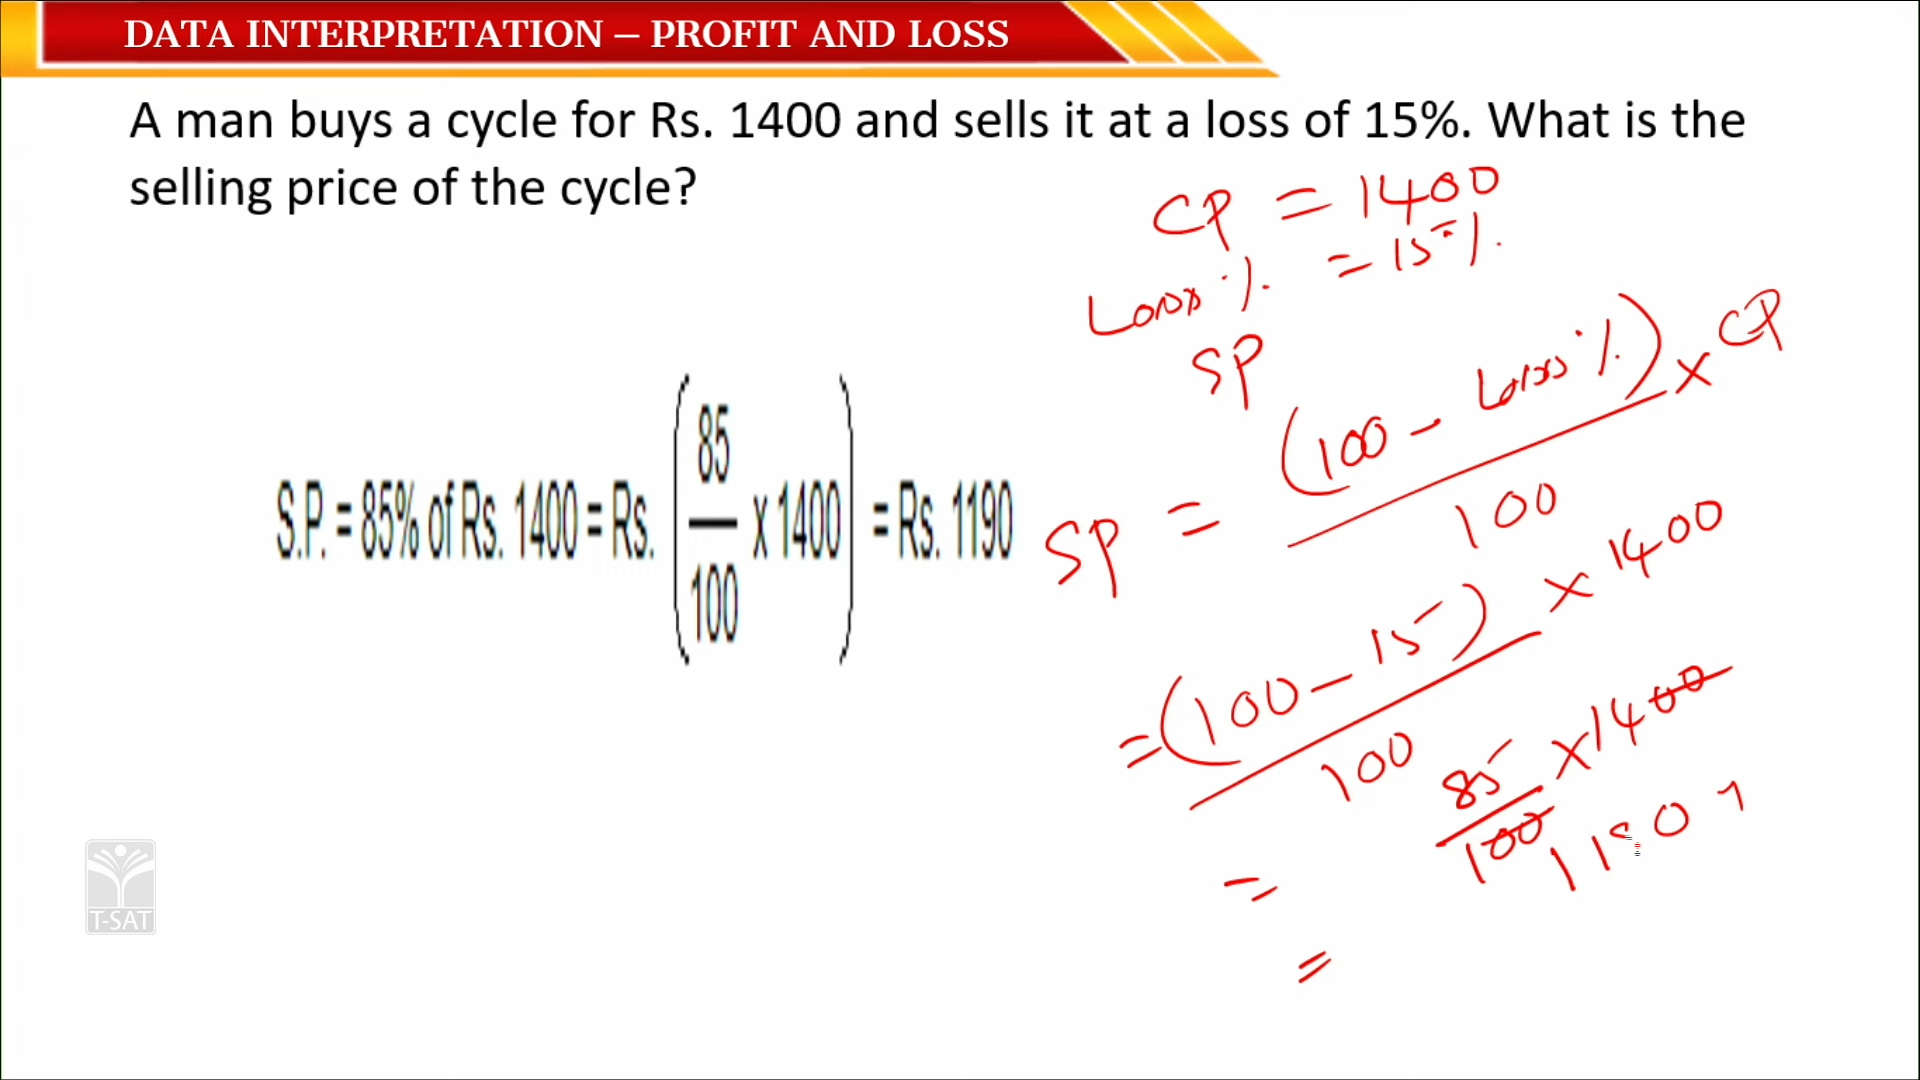 DATA INTERPRETATION – PROFIT AND LOSS
A man buys a cycle for Rs. 1400 and sells it at a loss of 15%. What is the
selling price of the cycle?
CP = 1400
Loss % = 15%.
SP
S.P. = 85% of Rs. 1400 = Rs. (85/100 x 1400) = Rs. 1190
SP = (100 - Loss %)/100 x CP
= (100 - 15)/100 x 1400
= 85/100 x 1400
=
T-SAT